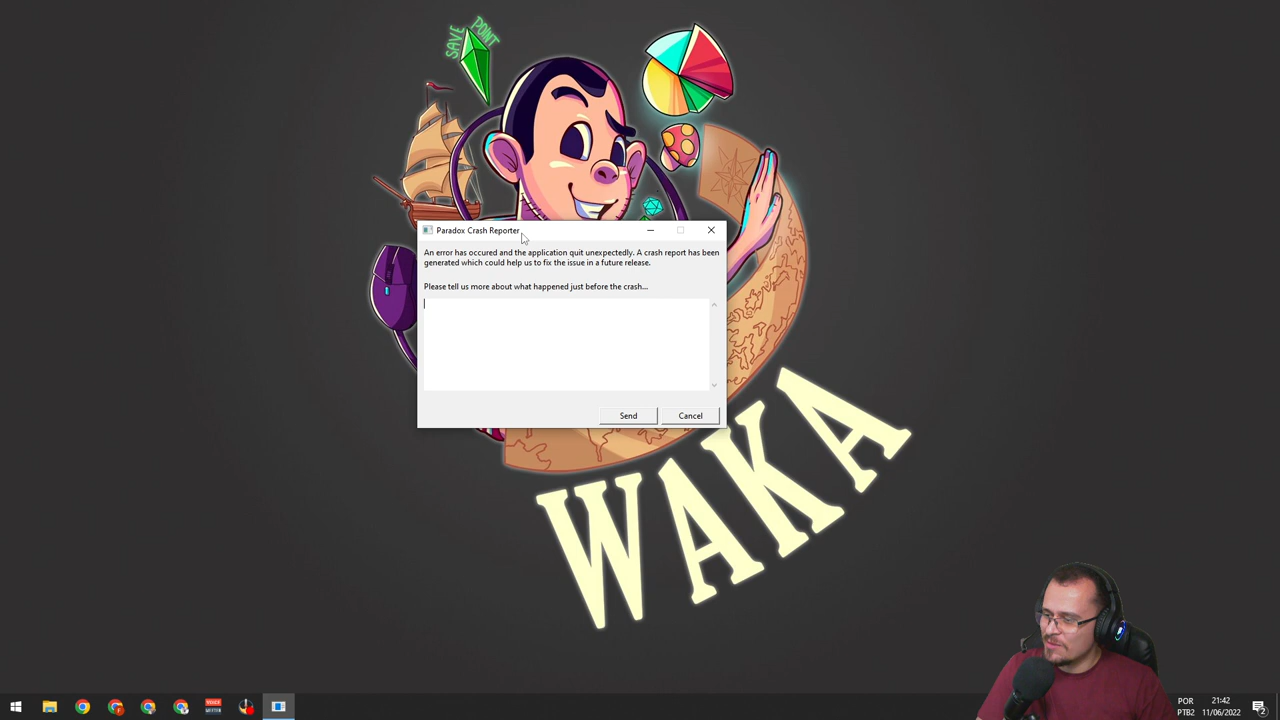 SAVE POINT
Paradox Crash Reporter
An error has occured and the application quit unexpectedly. A crash report has been
generated which could help us to fix the issue in a future release.
Please tell us more about what happened just before the crash...
Send
Cancel
WAKA
VOICE
POR
21:42
PTB2
11/06/2022
2